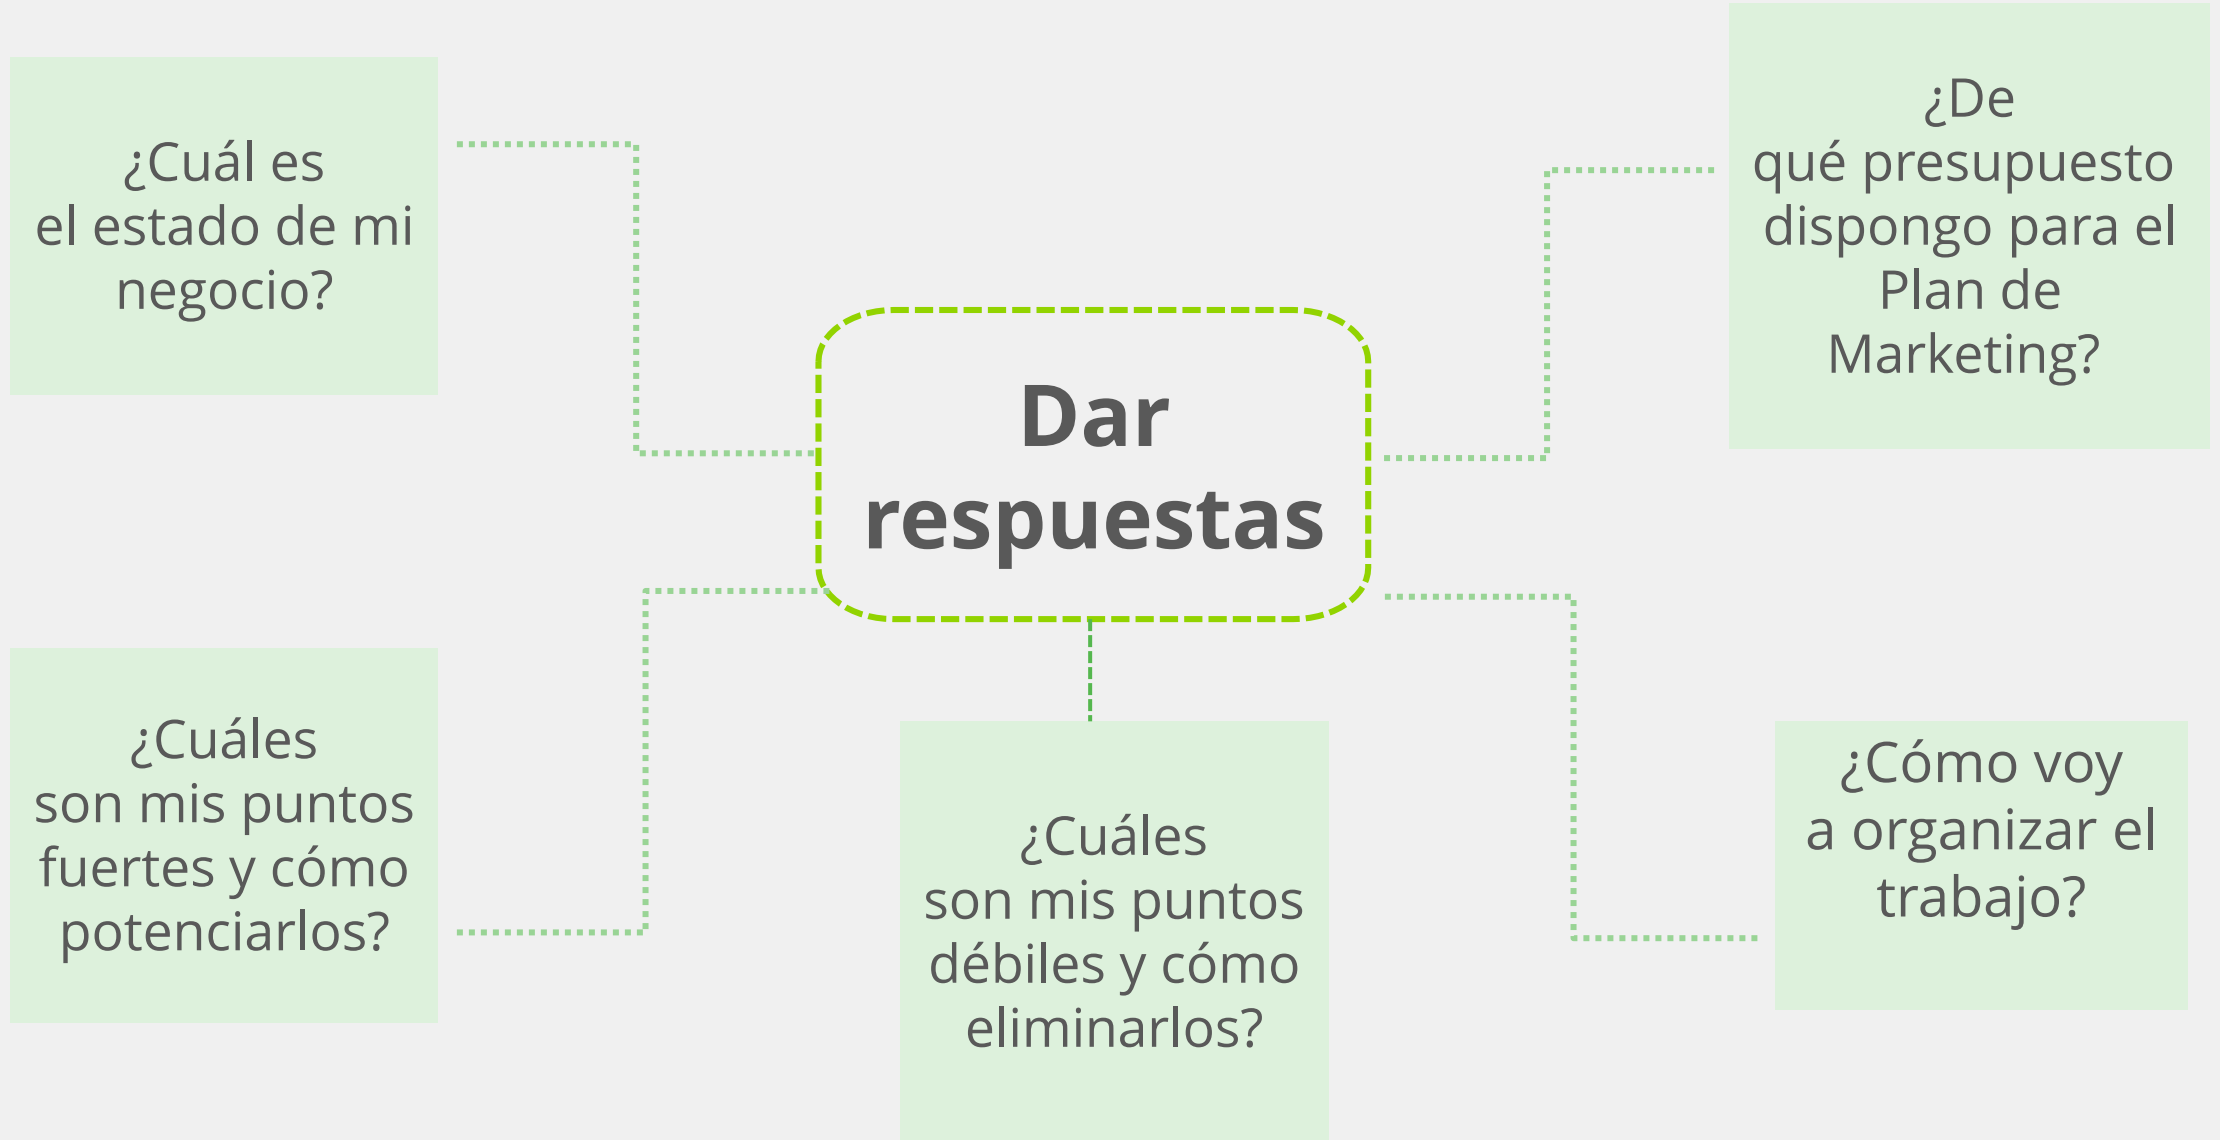 ¿Cuál es
el estado de mi
negocio?
¿De
qué presupuesto
dispongo para el
Plan de
Marketing?
Dar
respuestas
¿Cuáles
son mis puntos
fuertes y cómo
potenciarlos?
¿Cuáles
son mis puntos
débiles y cómo
eliminarlos?
¿Cómo voy
a organizar el
trabajo?